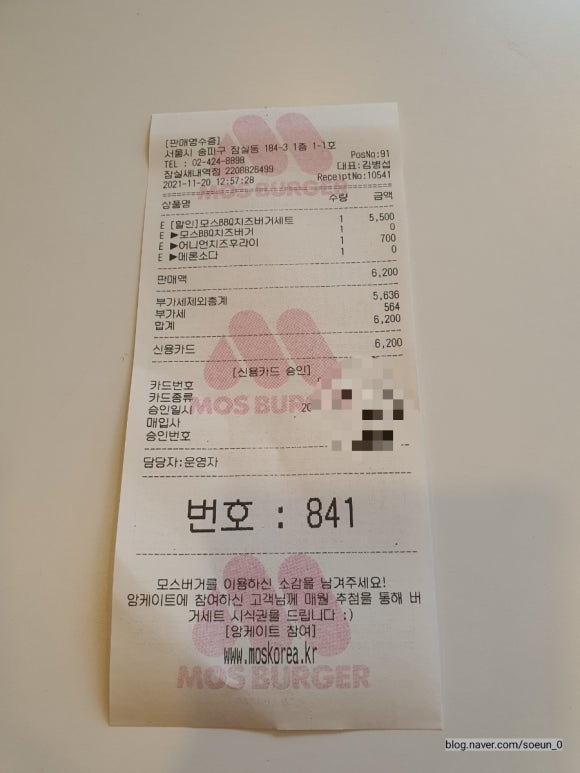 [판매영수증]
서울시 송파구 잠실동 184-3 1층 1-1호
TEL : 02-424-8898 PosNo:91
잠실새내역점 2208826499 대표:김병섭
2021-11-20 12:57:28 ReceiptNo:10541
상품명 수량 금액
E [할인]모스BBQ치즈버거세트 1 5,500
E ▶모스BBQ치즈버거 1 0
E ▶어니언치즈후라이 1 700
E ▶메론소다 1 0
판매액 6,200
부가세제외총계 5,636
부가세 564
합계 6,200
신용카드 6,200
[신용카드 승인]
카드번호
카드종류
승인일시 20
매입사
승인번호
담당자:운영자
번호 : 841
모스버거를 이용하신 소감을 남겨주세요!
앙케이트에 참여하신 고객님께 매월 추첨을 통해 버
거세트 시식권을 드립니다 :)
[앙케이트 참여]
www.moskorea.kr
MOS BURGER
MOS BURGER
MOS BURGER
blog.naver.com/soeun_0